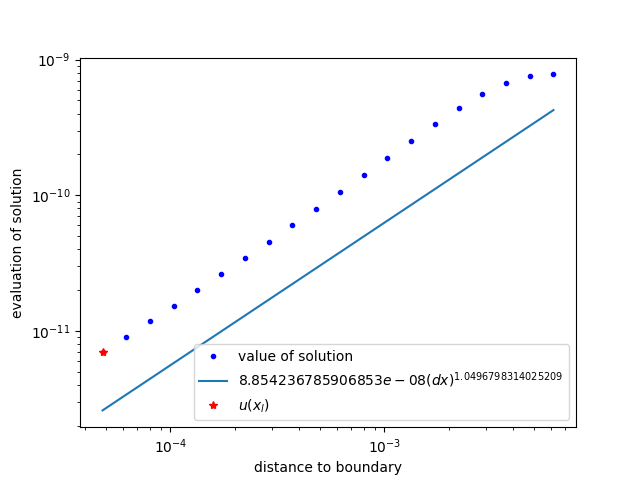 10⁻⁹
10⁻¹⁰
10⁻¹¹
evaluation of solution
value of solution
8.854236785906853e − 08(dx)¹·⁰⁴⁹⁶⁷⁹⁸³¹⁴⁰²⁵²⁰⁹
u(xₗ)
10⁻⁴
10⁻³
distance to boundary